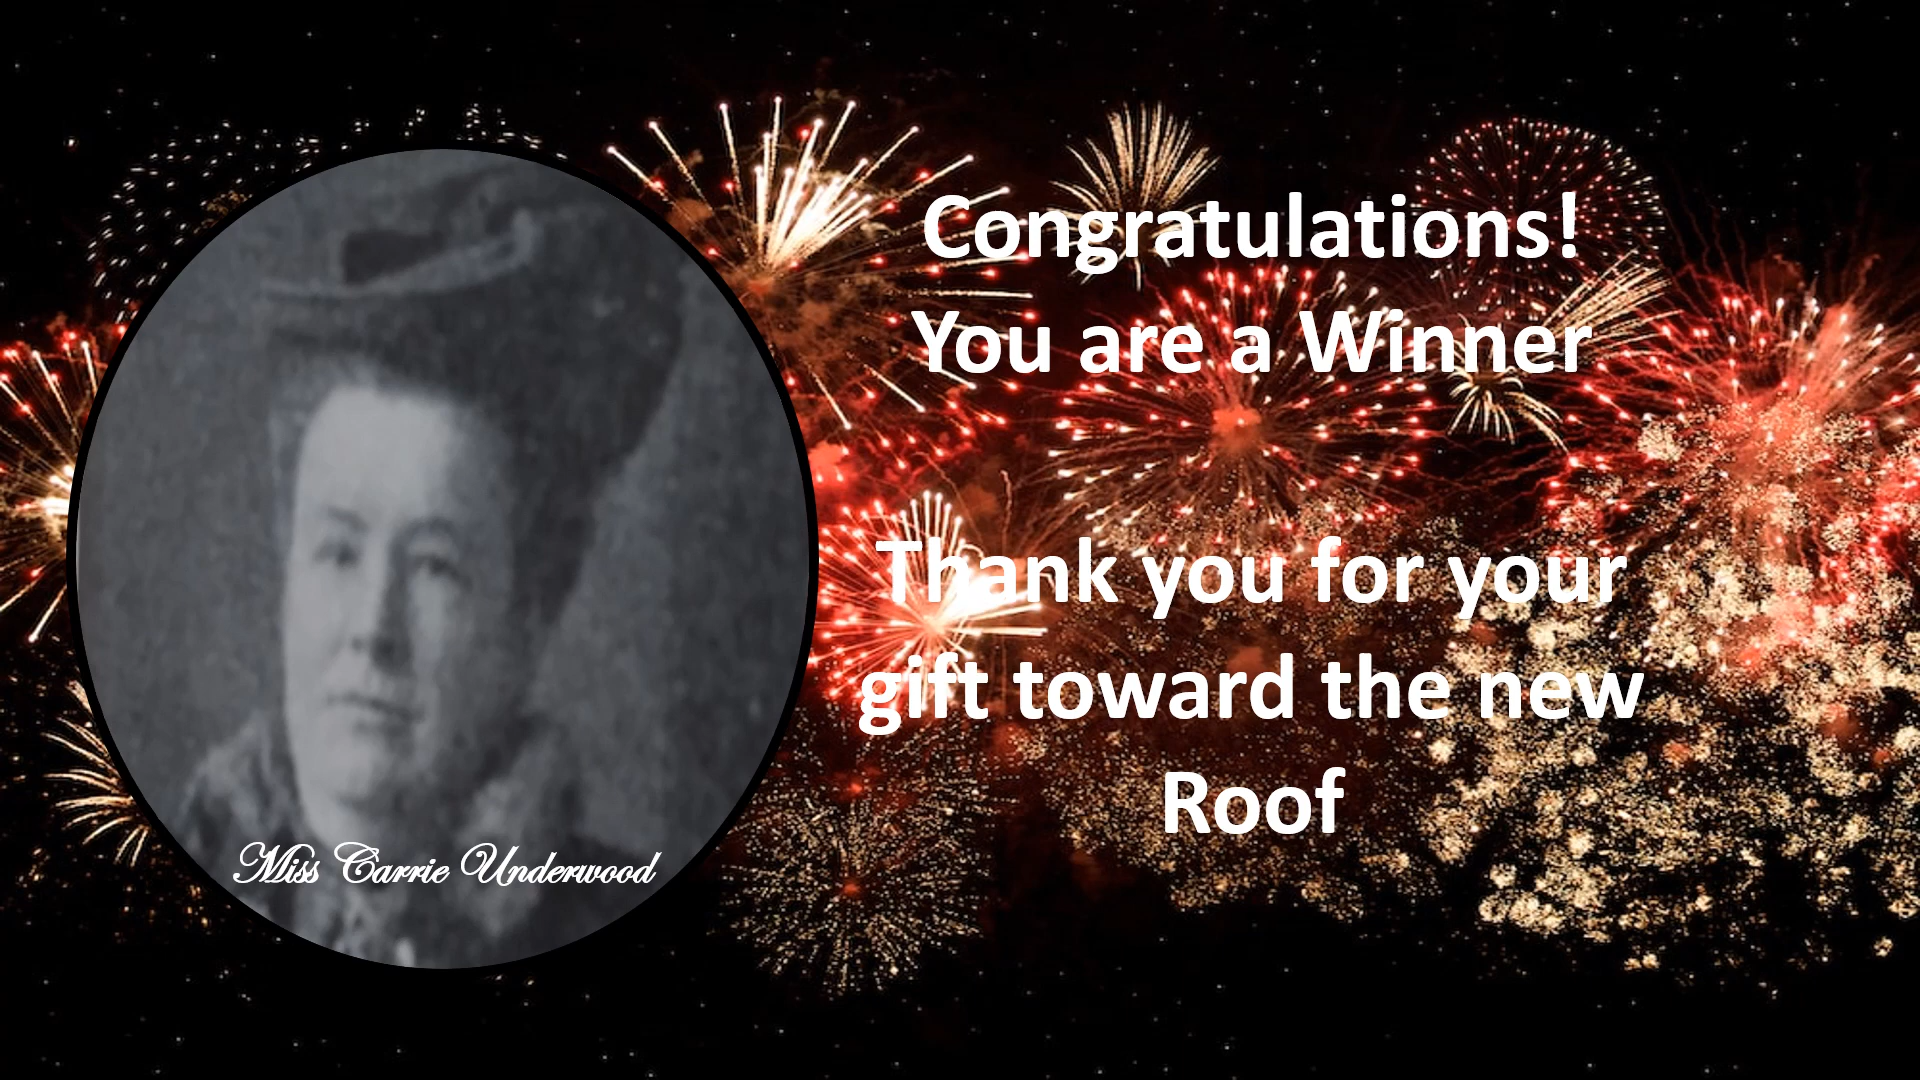 Congratulations!
You are a Winner
Thank you for your
gift toward the new
Roof
Miss Carrie Underwood